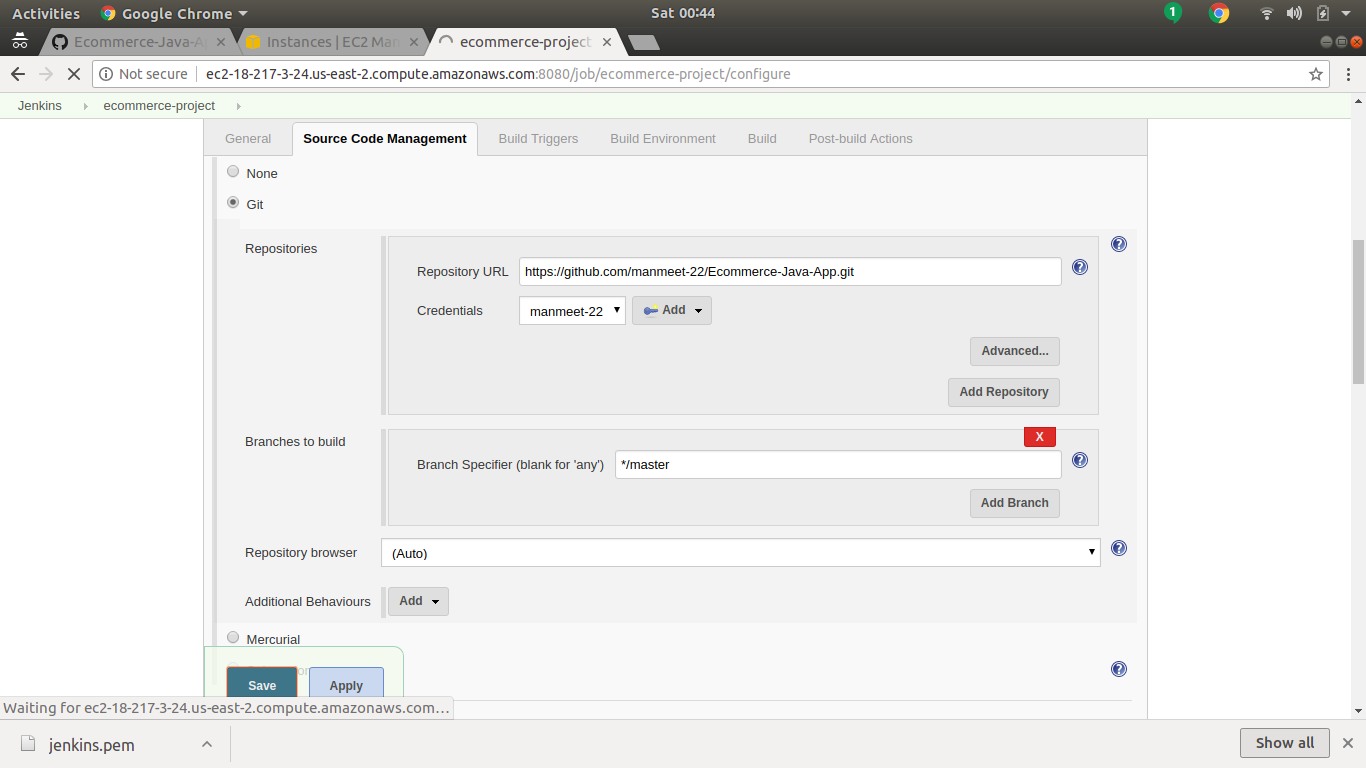 Activities Google Chrome Sat 00:44 1
Ecommerce-Java-A Instances | EC2 Man ecommerce-project
Not secure ec2-18-217-3-24.us-east-2.compute.amazonaws.com:8080/job/ecommerce-project/configure
Jenkins ecommerce-project
General Source Code Management Build Triggers Build Environment Build Post-build Actions
None
Git
Repositories
Repository URL https://github.com/manmeet-22/Ecommerce-Java-App.git
Credentials manmeet-22 Add
Advanced...
Add Repository
Branches to build X
Branch Specifier (blank for 'any') */master
Add Branch
Repository browser (Auto)
Additional Behaviours Add
Mercurial
Save Apply
Waiting for ec2-18-217-3-24.us-east-2.compute.amazonaws.com…
jenkins.pem Show all